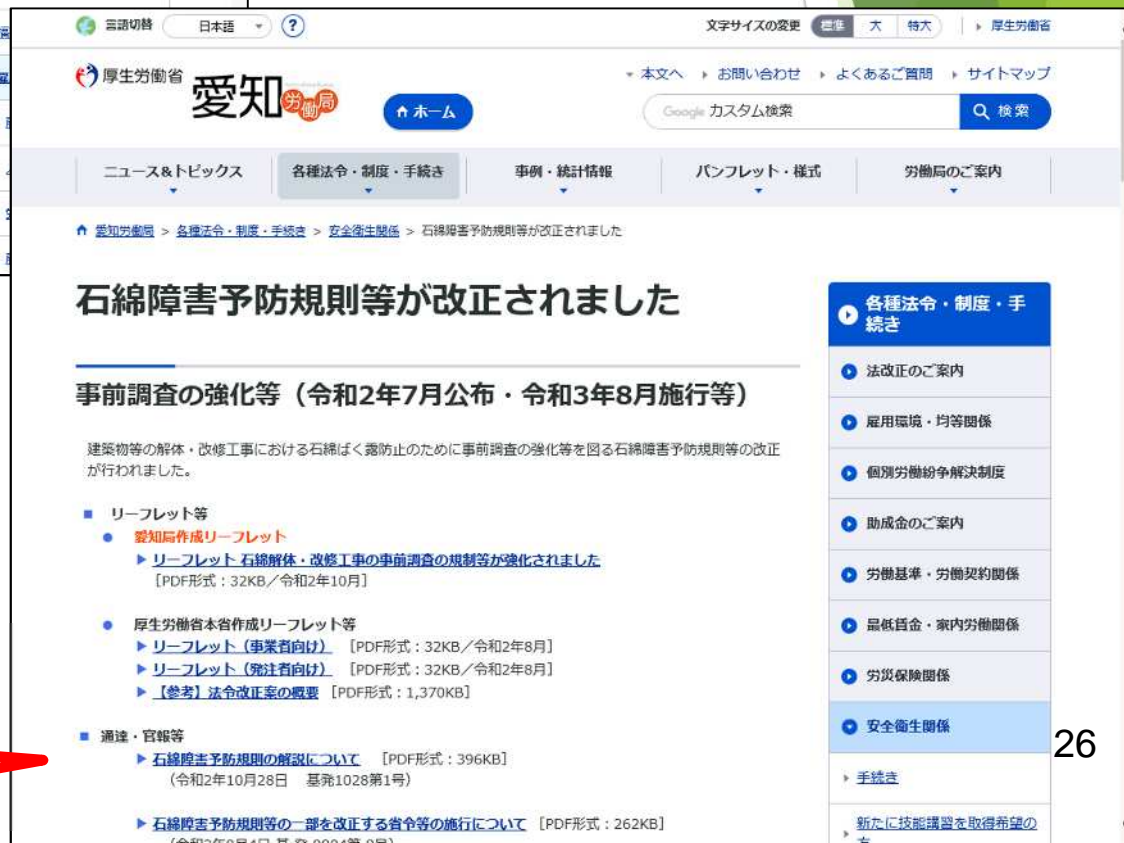 言語切替 日本語 ? 文字サイズの変更 標準 大 特大 厚生労働省
厚生労働省 愛知労働局 ホーム
本文へ お問い合わせ よくあるご質問 サイトマップ
Google カスタム検索 検索
ニュース&トピックス 各種法令・制度・手続き 事例・統計情報 パンフレット・様式 労働局のご案内
愛知労働局 > 各種法令・制度・手続き > 安全衛生関係 > 石綿障害予防規則等が改正されました
石綿障害予防規則等が改正されました
事前調査の強化等（令和2年7月公布・令和3年8月施行等）
建築物等の解体・改修工事における石綿ばく露防止のために事前調査の強化等を図る石綿障害予防規則等の改正
が行われました。
■ リーフレット等
● 愛知局作成リーフレット
▶ リーフレット 石綿解体・改修工事の事前調査の規制等が強化されました
[PDF形式：32KB／令和2年10月]
● 厚生労働省本省作成リーフレット等
▶ リーフレット（事業者向け） [PDF形式：32KB／令和2年8月]
▶ リーフレット（発注者向け） [PDF形式：32KB／令和2年8月]
▶ 【参考】法令改正案の概要 [PDF形式：1,370KB]
■ 通達・官報等
▶ 石綿障害予防規則の解説について [PDF形式：396KB]
（令和2年10月28日 基発1028第1号）
▶ 石綿障害予防規則等の一部を改正する省令等の施行について [PDF形式：262KB]
各種法令・制度・手
続き
法改正のご案内
雇用環境・均等関係
個別労働紛争解決制度
助成金のご案内
労働基準・労働契約関係
最低賃金・家内労働関係
労災保険関係
安全衛生関係
手続き
新たに技能講習を取得希望の
26